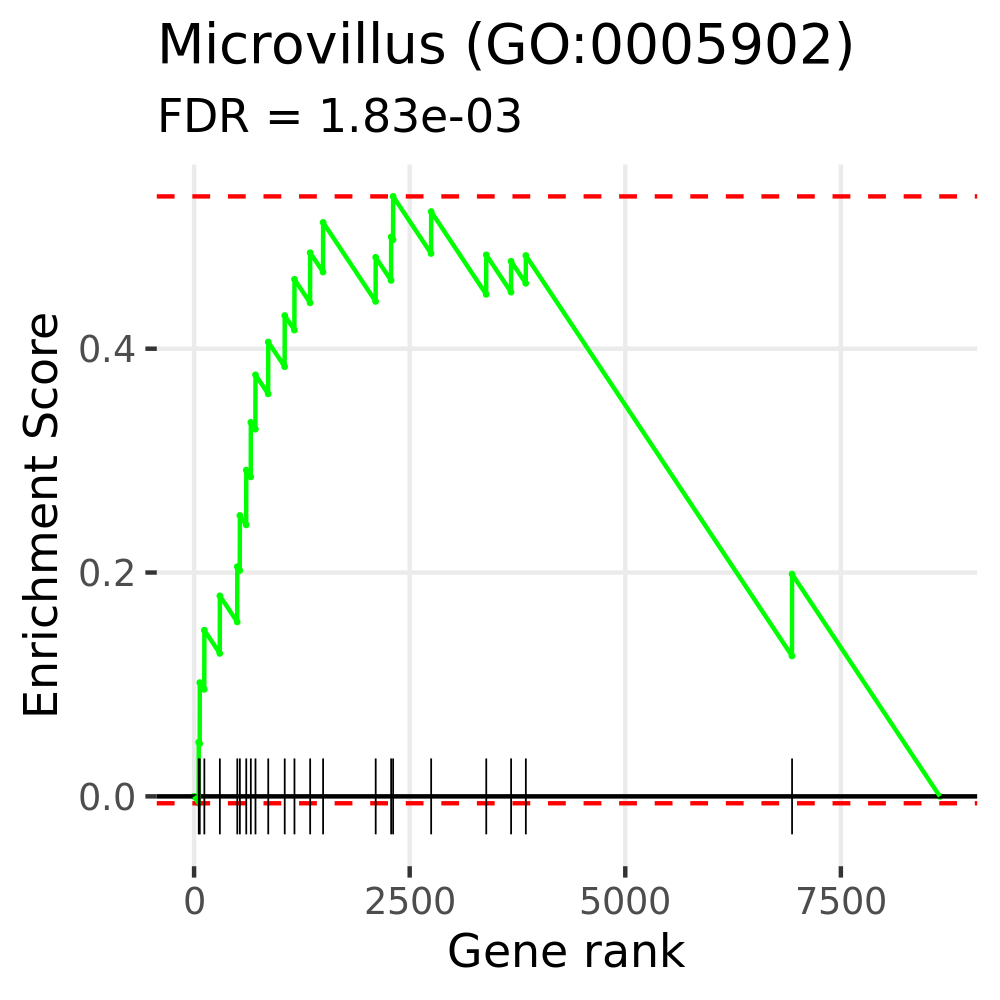 Microvillus (GO:0005902)
FDR = 1.83e-03
Enrichment Score
0.4
0.2
0.0
0 2500 5000 7500
Gene rank